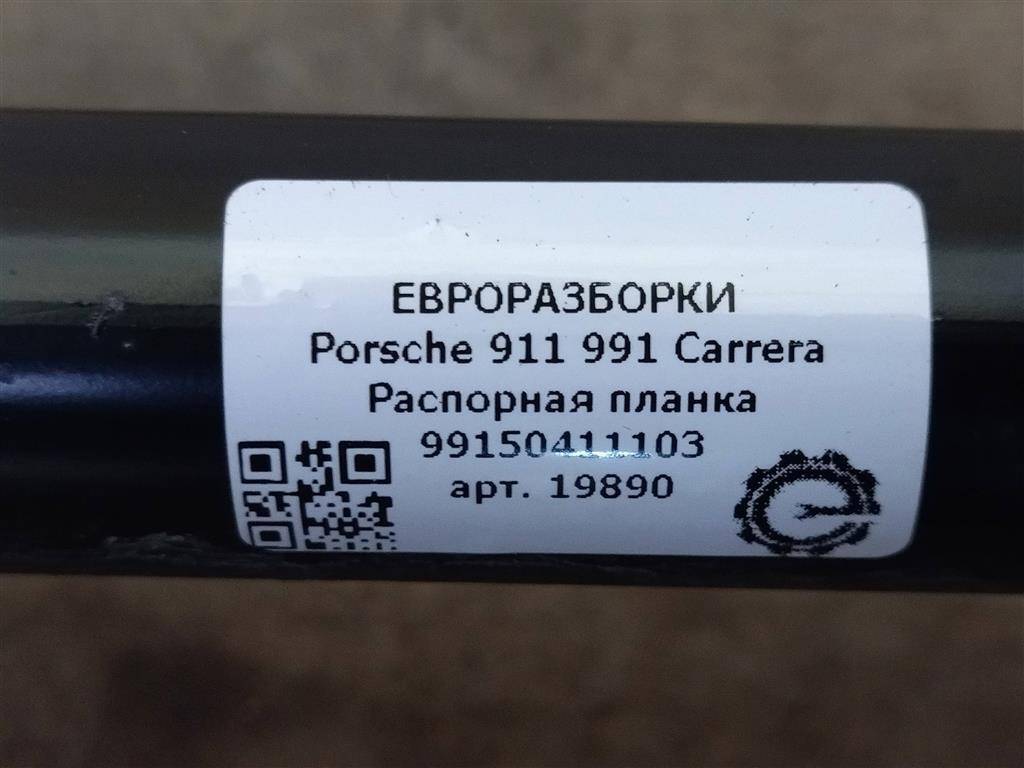 ЕВРОРАЗБОРКИ
Porsche 911 991 Carrera
Распорная планка
99150411103
арт. 19890